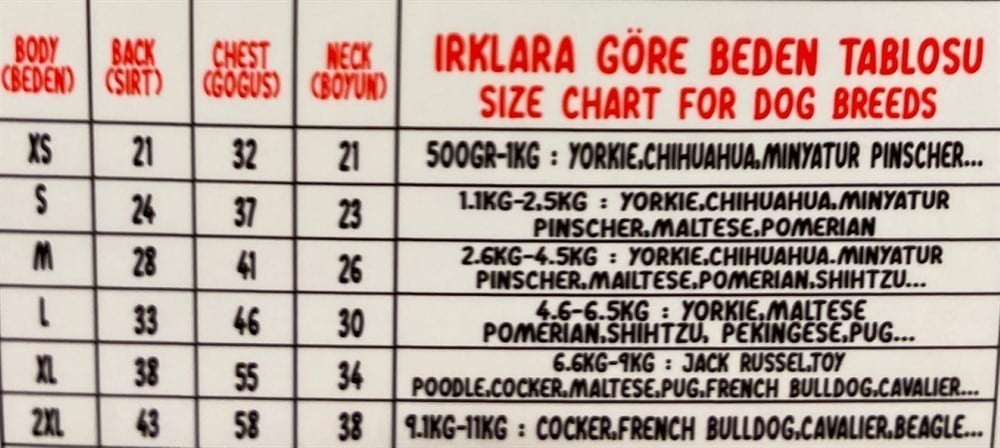 BODY (BEDEN) BACK (SIRT) CHEST (GOGUS) NECK (BOYUN) IRKLARA GÖRE BEDEN TABLOSU
SIZE CHART FOR DOG BREEDS
XS 21 32 21 500GR-1KG : YORKIE,CHIHUAHUA,MINYATUR PINSCHER...
S 24 37 23 1.1KG-2,5KG : YORKIE,CHIHUAHUA,MINYATUR
PINSCHER,MALTESE,POMERIAN
M 28 41 26 2.6KG-4.5KG : YORKIE,CHIHUAHUA.MINYATUR
PINSCHER,MAILTESE,POMERIAN,SHIHTZU...
L 33 46 30 4.6-6.5KG : YORKIE,MALTESE
POMERIAN,SHIHTZU, PEKINGESE,PUG...
XL 38 55 34 6.6KG-9KG : JACK RUSSEL,TOY
POODLE,COCKER,MALTESE,PUG,FRENCH BULLDOG,CAVALIER...
2XL 43 58 38 9.1KG-11KG : COCKER,FRENCH BULLDOG,CAVALIER,BEAGLE...